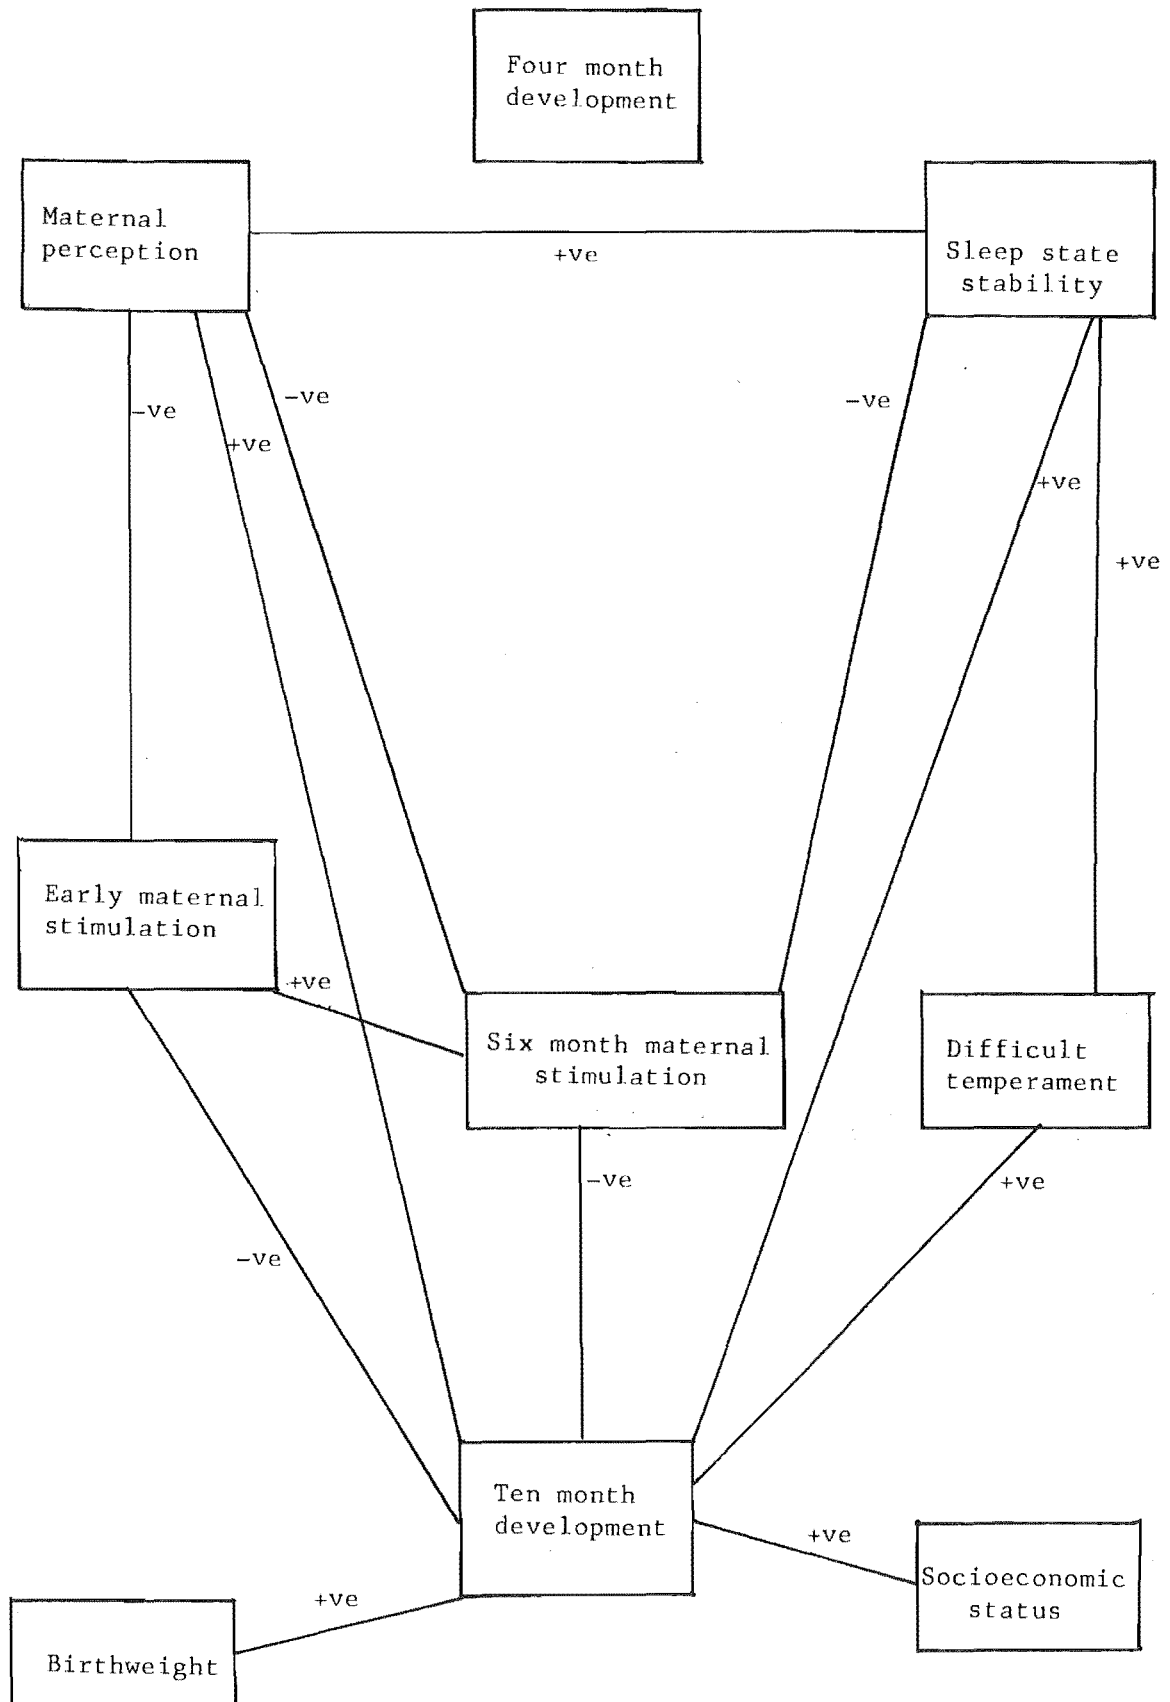 Four month
development
Maternal
perception
+ve
Sleep state
stability
-ve
+ve
-ve
-ve
+ve
+ve
Early maternal
stimulation
+ve
Six month maternal
stimulation
Difficult
temperament
-ve
+ve
-ve
Ten month
development
+ve
Socioeconomic
status
+ve
Birthweight